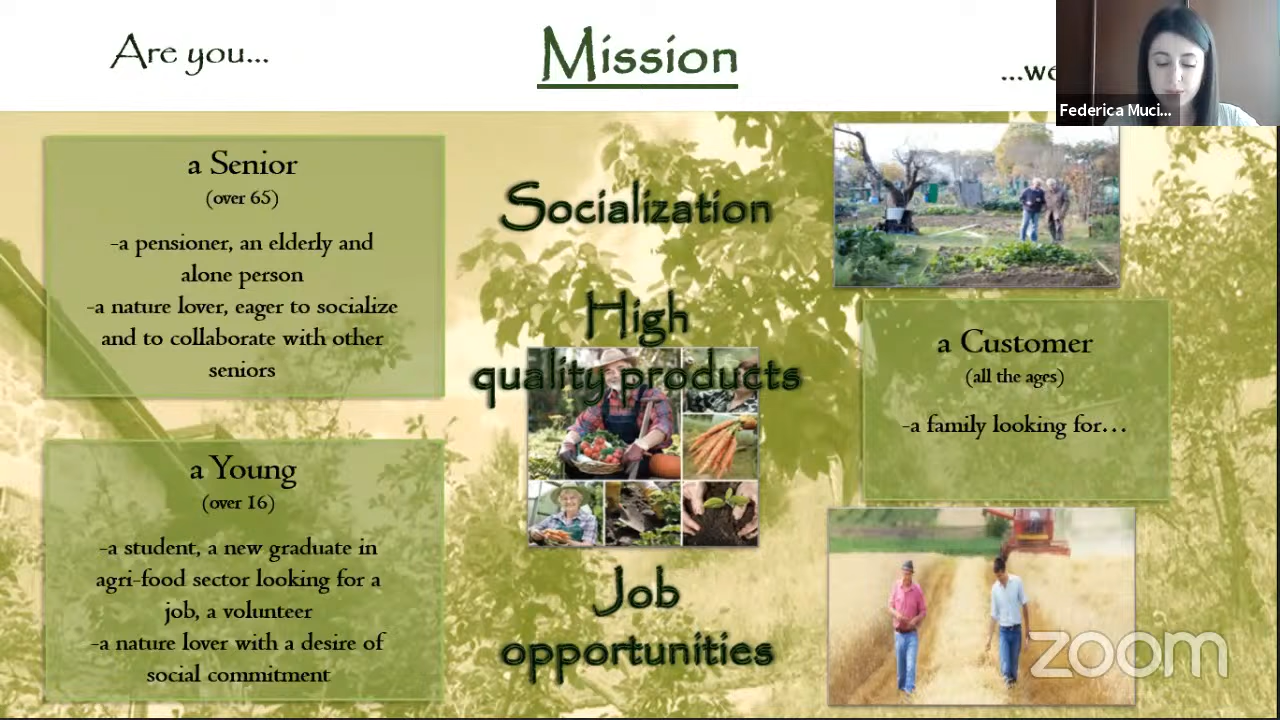 Are you...
Mission
...we
Federica Muci...
a Senior
(over 65)
-a pensioner, an elderly and
alone person
-a nature lover, eager to socialize
and to collaborate with other
seniors
a Young
(over 16)
-a student, a new graduate in
agri-food sector looking for a
job, a volunteer
-a nature lover with a desire of
social commitment
Socialization
High
quality products
Job
opportunities
a Customer
(all the ages)
-a family looking for…
zoom